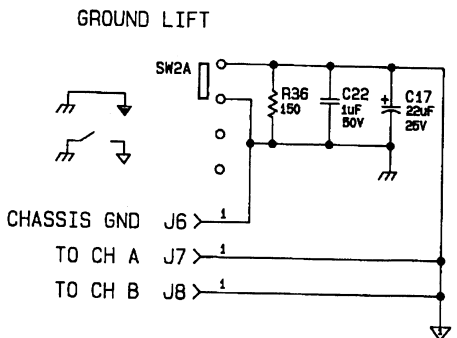 GROUND LIFT
SW2A
R36
150
C22
1uF
50V
+
C17
22uF
25V
CHASSIS GND J6 1
TO CH A J7 1
TO CH B J8 1
1